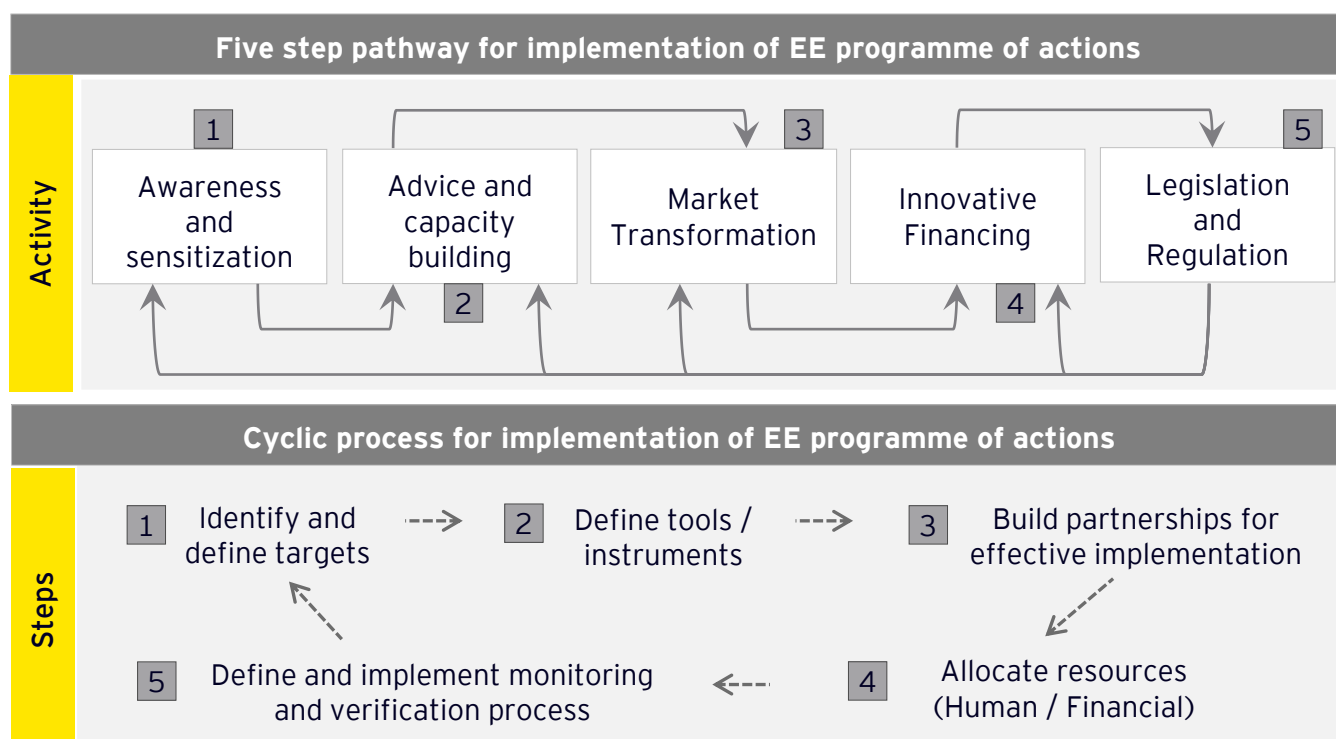 Five step pathway for implementation of EE programme of actions
Activity
1
Awareness
and
sensitization
Advice and
capacity
building
2
3
Market
Transformation
Innovative
Financing
4
5
Legislation
and
Regulation
Cyclic process for implementation of EE programme of actions
Steps
1
Identify and
define targets
2
Define tools /
instruments
3
Build partnerships for
effective implementation
4
Allocate resources
(Human / Financial)
5
Define and implement monitoring
and verification process